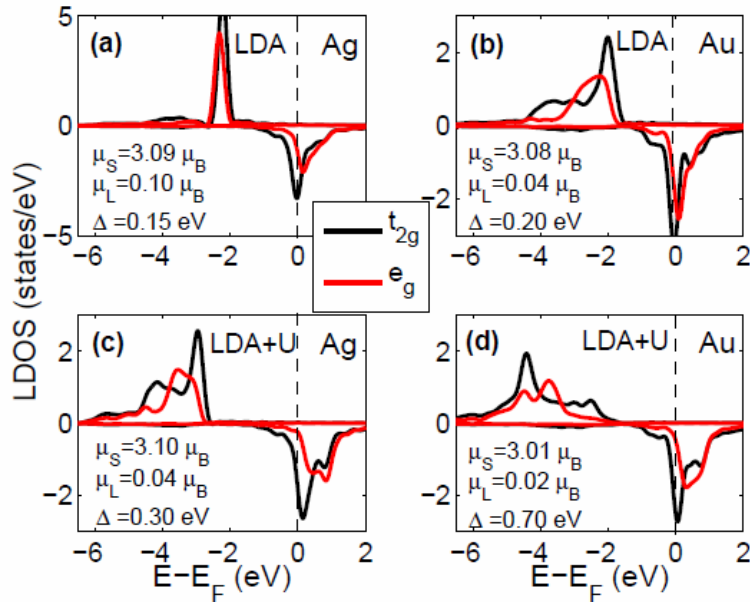 (a) LDA Ag
5
0
−5
μS=3.09 μB
μL=0.10 μB
Δ =0.15 eV
−6 −4 −2 0 2
(b) LDA Au
2
0
−2
μS=3.08 μB
μL=0.04 μB
Δ =0.20 eV
−6 −4 −2 0 2
t2g
eg
LDOS (states/eV)
(c) LDA+U Ag
2
0
−2
μS=3.10 μB
μL=0.04 μB
Δ =0.30 eV
−6 −4 −2 0 2
E−EF (eV)
(d) LDA+U Au
2
0
−2
μS=3.01 μB
μL=0.02 μB
Δ =0.70 eV
−6 −4 −2 0 2
E−EF (eV)